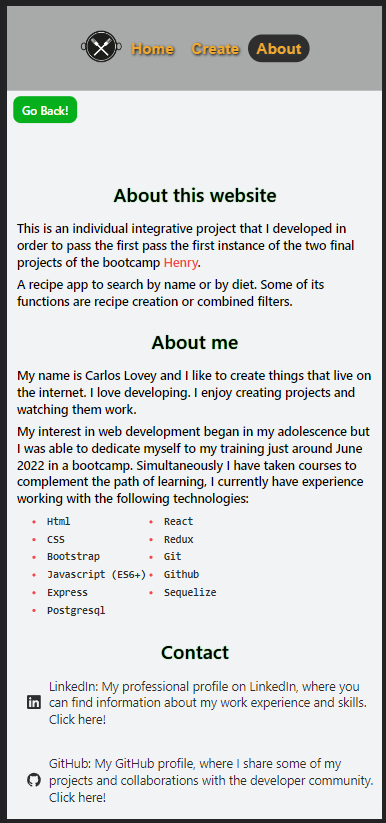 Home Create About
Go Back!
About this website
This is an individual integrative project that I developed in
order to pass the first pass the first instance of the two final
projects of the bootcamp Henry.
A recipe app to search by name or by diet. Some of its
functions are recipe creation or combined filters.
About me
My name is Carlos Lovey and I like to create things that live on
the internet. I love developing. I enjoy creating projects and
watching them work.
My interest in web development began in my adolescence but
I was able to dedicate myself to my training just around June
2022 in a bootcamp. Simultaneously I have taken courses to
complement the path of learning, I currently have experience
working with the following technologies:
• Html
• CSS
• Bootstrap
• Javascript (ES6+)
• Express
• Postgresql
• React
• Redux
• Git
• Github
• Sequelize
Contact
LinkedIn: My professional profile on LinkedIn, where you
can find information about my work experience and skills.
Click here!
GitHub: My GitHub profile, where I share some of my
projects and collaborations with the developer community.
Click here!